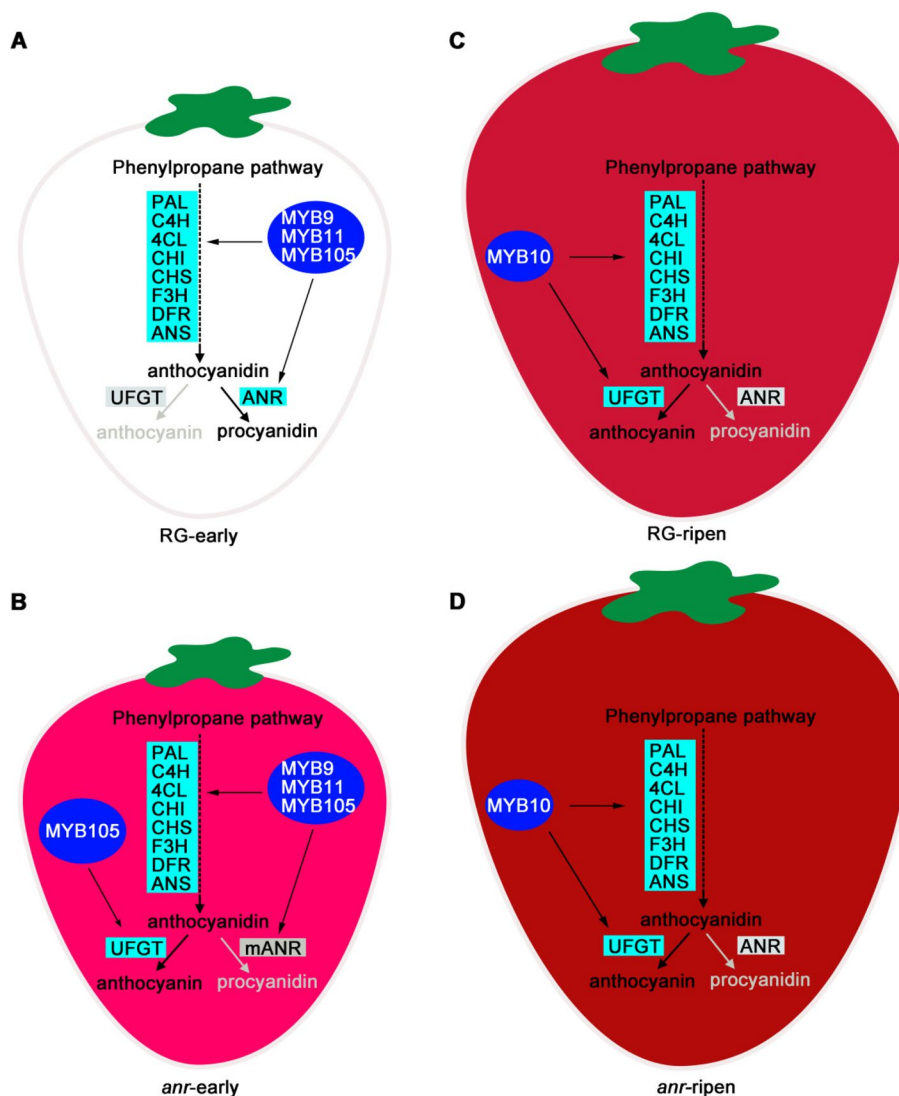 A
Phenylpropane pathway
PAL
C4H
4CL
CHI
CHS
F3H
DFR
ANS
MYB9
MYB11
MYB105
anthocyanidin
UFGT
ANR
anthocyanin
procyanidin
RG-early
B
Phenylpropane pathway
PAL
C4H
4CL
CHI
CHS
F3H
DFR
ANS
MYB9
MYB11
MYB105
MYB105
anthocyanidin
UFGT
mANR
anthocyanin
procyanidin
anr-early
C
Phenylpropane pathway
PAL
C4H
4CL
CHI
CHS
F3H
DFR
ANS
MYB10
anthocyanidin
UFGT
ANR
anthocyanin
procyanidin
RG-ripen
D
Phenylpropane pathway
PAL
C4H
4CL
CHI
CHS
F3H
DFR
ANS
MYB10
anthocyanidin
UFGT
ANR
anthocyanin
procyanidin
anr-ripen